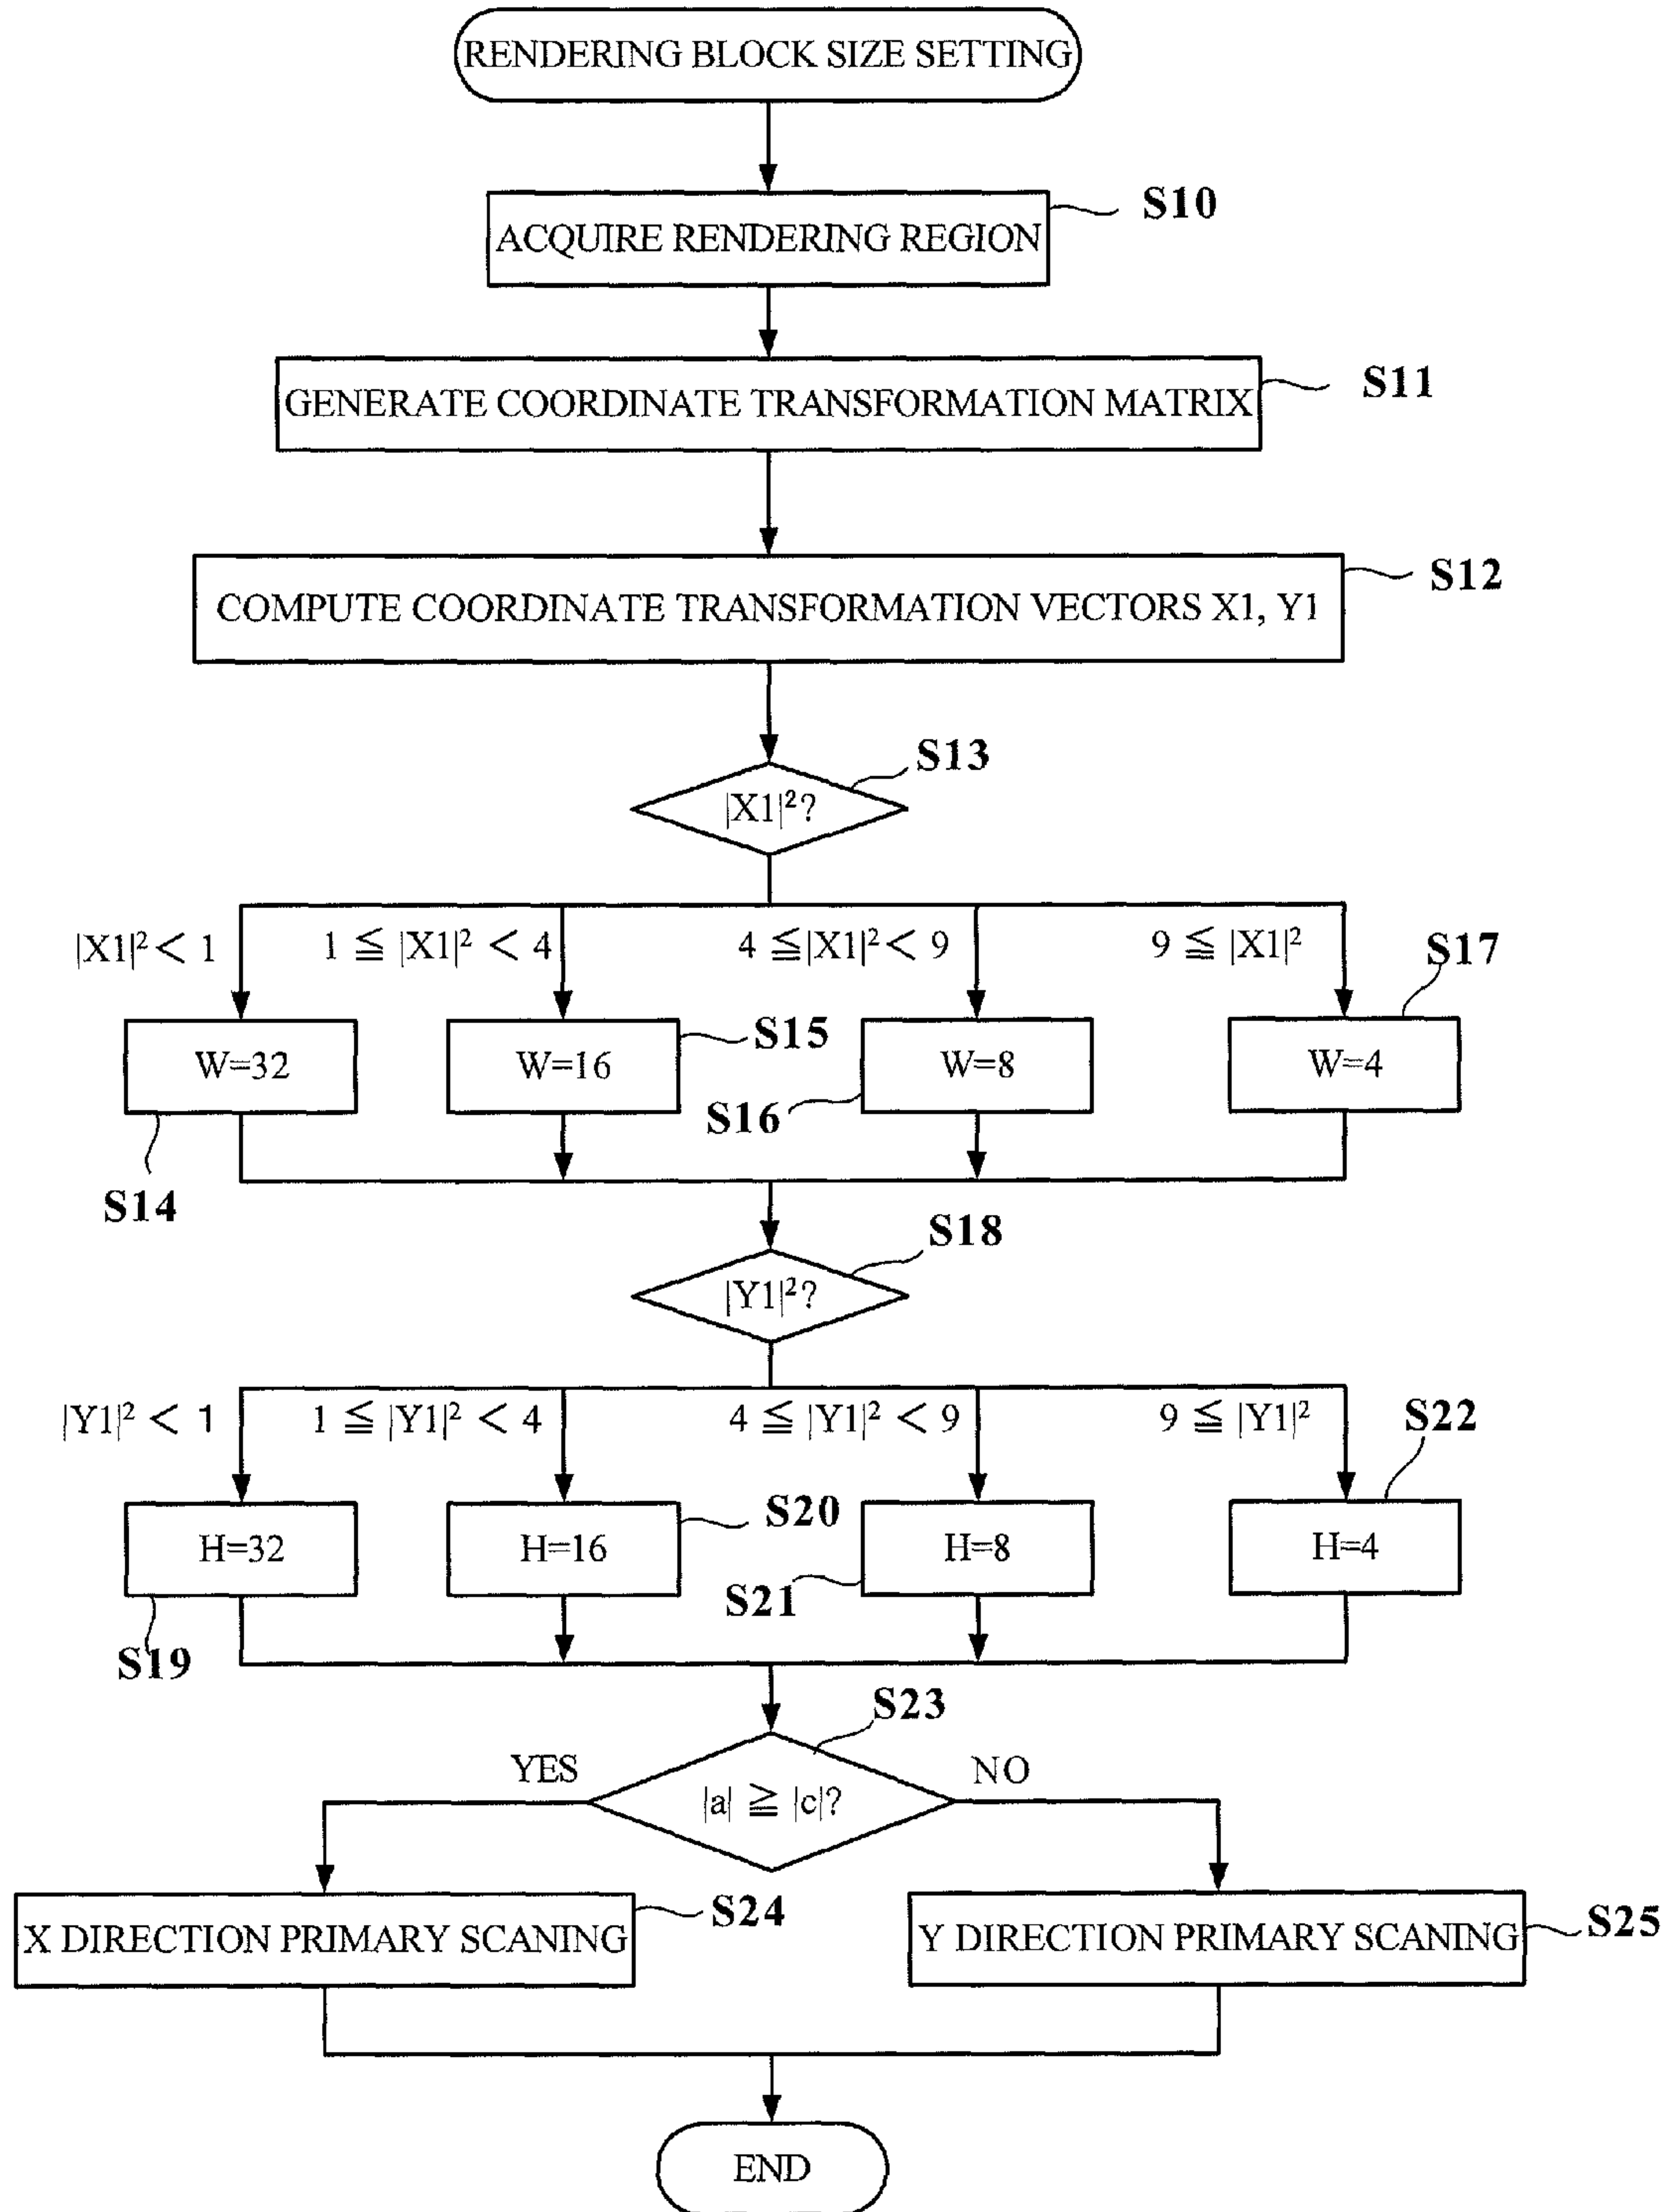 RENDERING BLOCK SIZE SETTING
S10
ACQUIRE RENDERING REGION
S11
GENERATE COORDINATE TRANSFORMATION MATRIX
S12
COMPUTE COORDINATE TRANSFORMATION VECTORS X1, Y1
S13
|X1|²?
|X1|² < 1
1 ≦ |X1|² < 4
4 ≦|X1|² < 9
9 ≦ |X1|²
S17
W=32
W=16
S15
W=8
W=4
S16
S14
S18
|Y1|²?
|Y1|² < 1
1 ≦ |Y1|² < 4
4 ≦ |Y1|² < 9
9 ≦ |Y1|²
S22
H=32
H=16
S20
H=8
H=4
S21
S19
S23
YES
NO
|a| ≧ |c|?
S24
X DIRECTION PRIMARY SCANING
Y DIRECTION PRIMARY SCANING
S25
END